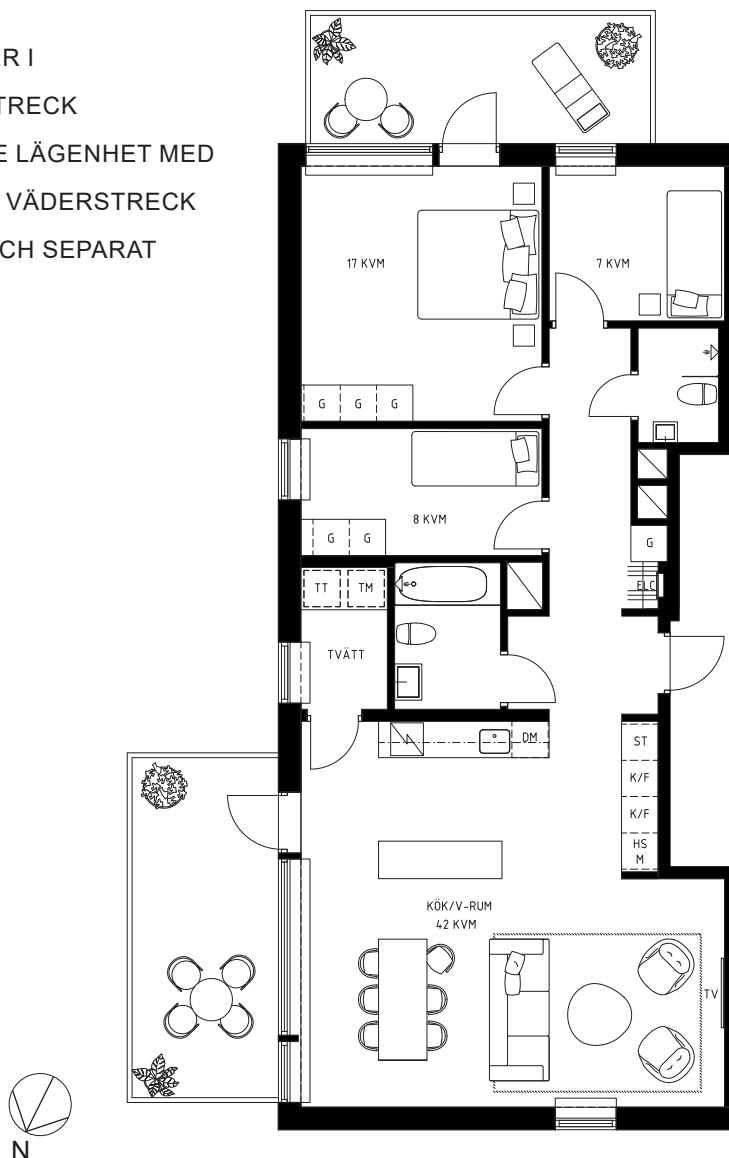 R I
TRECK
E LÄGENHET MED
VÄDERSTRECK
CH SEPARAT
17 KVM
7 KVM
G G G
8 KVM
G G
G
ELC
TT TM
TVÄTT
DM
ST
K/F
K/F
HS
M
KÖK/V-RUM
42 KVM
TV
N